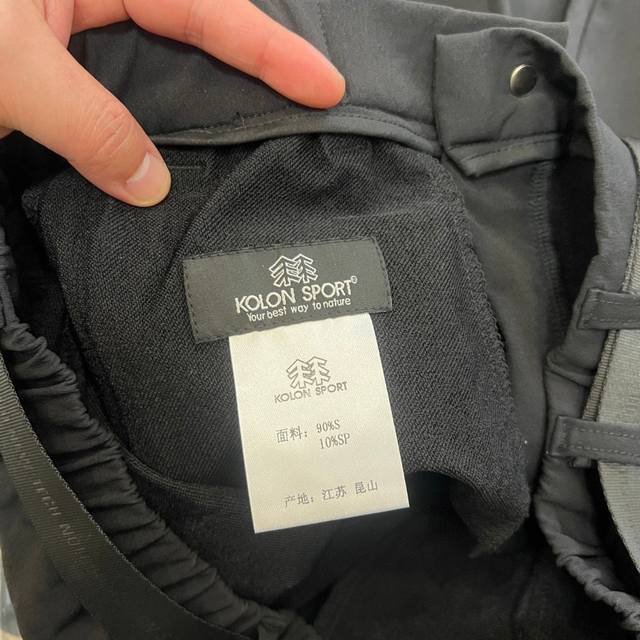 KOLON SPORT®
Your best way to nature
KOLON SPORT
面料: 90%S
10%SP
产地: 江苏 昆山